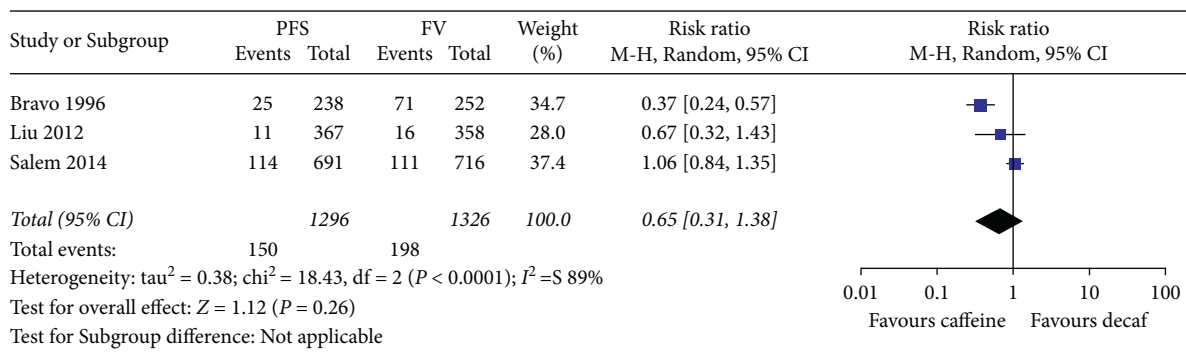 Study or Subgroup PFS FV Weight Risk ratio Risk ratio
Events Total Events Total (%) M-H, Random, 95% CI M-H, Random, 95% CI
Bravo 1996 25 238 71 252 34.7 0.37 [0.24, 0.57]
Liu 2012 11 367 16 358 28.0 0.67 [0.32, 1.43]
Salem 2014 114 691 111 716 37.4 1.06 [0.84, 1.35]
Total (95% CI) 1296 1326 100.0 0.65 [0.31, 1.38]
Total events: 150 198
Heterogeneity: tau² = 0.38; chi² = 18.43, df = 2 (P < 0.0001); I² =S 89%
Test for overall effect: Z = 1.12 (P = 0.26)
Test for Subgroup difference: Not applicable
0.01 0.1 1 10 100
Favours caffeine Favours decaf